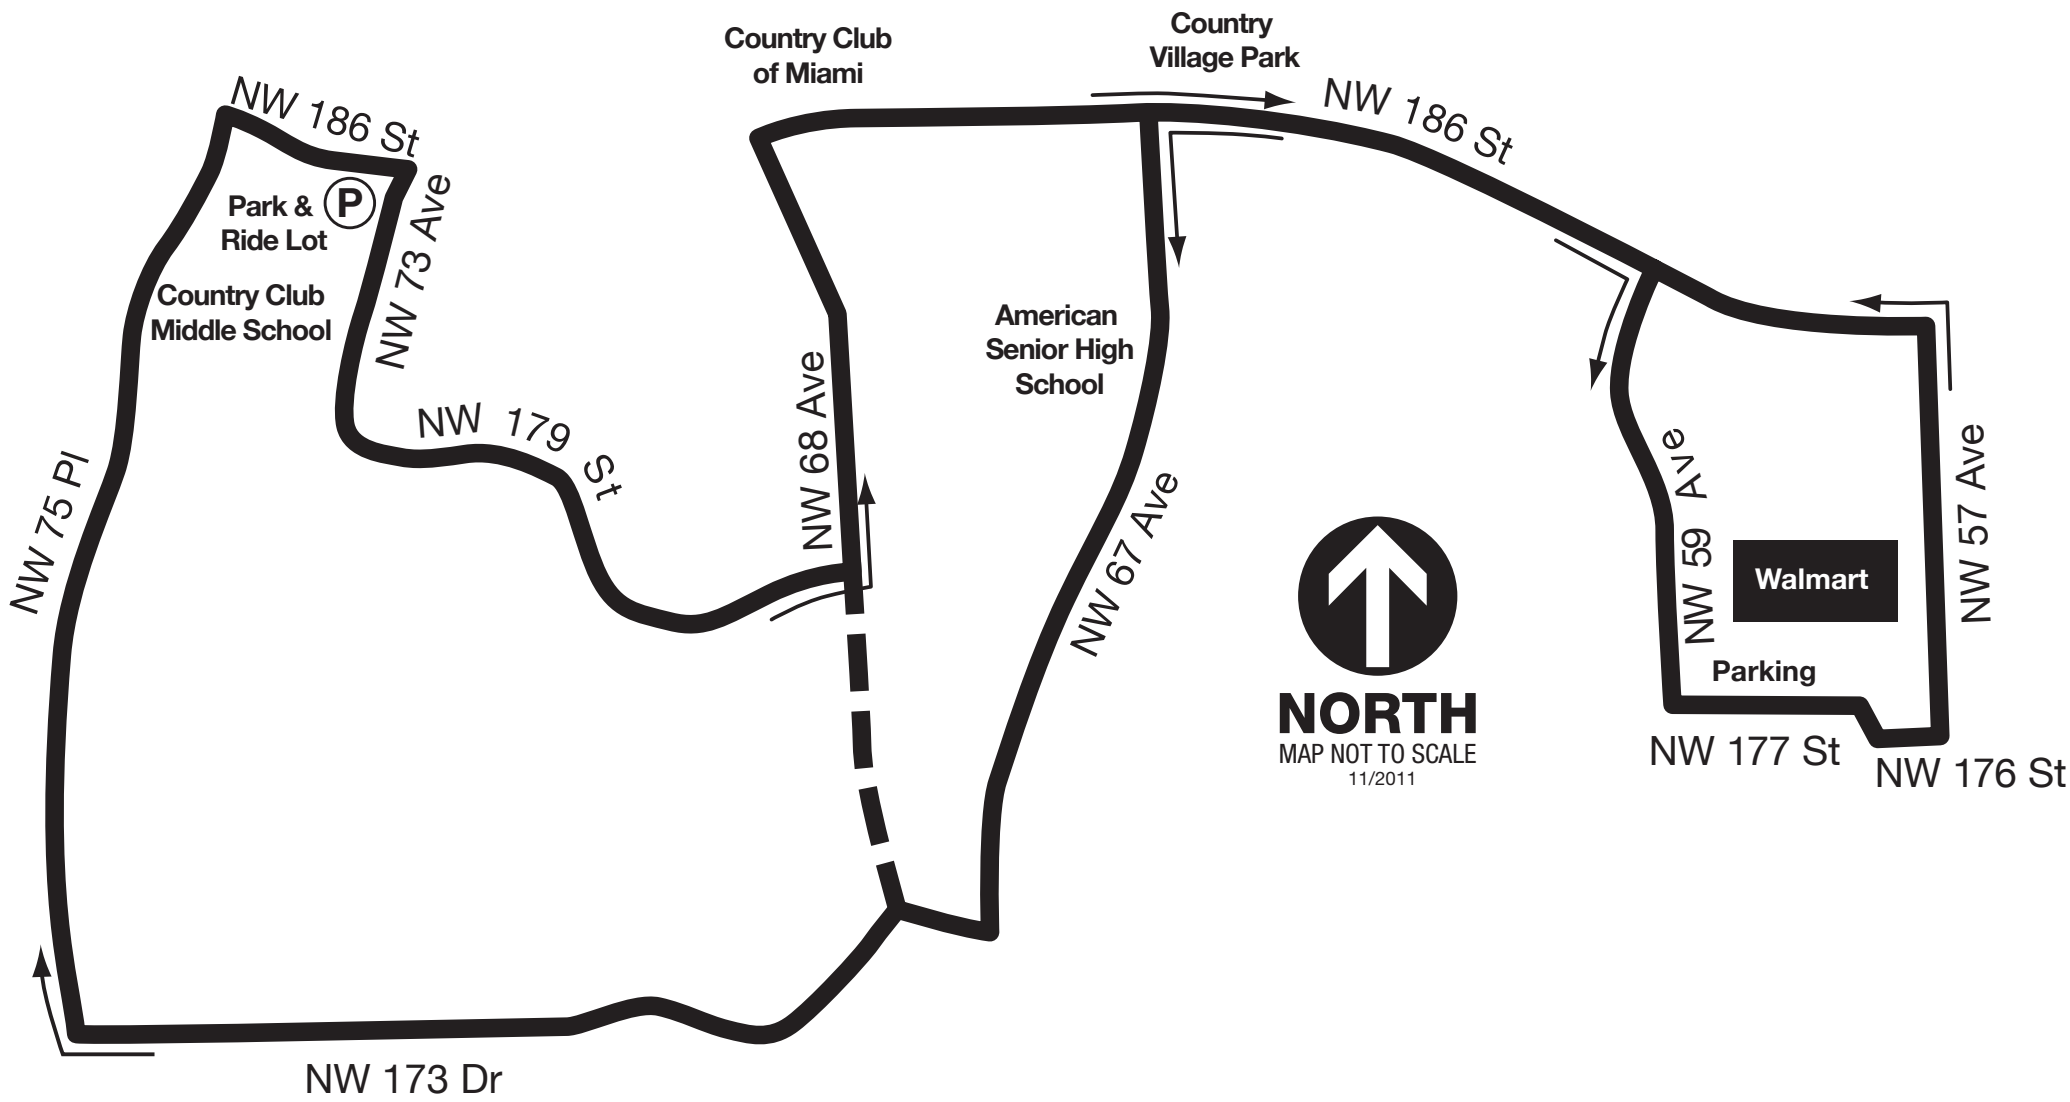 Country Club
of Miami
Country
Village Park
NW 186 St
NW 186 St
Park &
Ride Lot
P
NW 73 Ave
Country Club
Middle School
American
Senior High
School
NW 68 Ave
NW 179 St
NW 75 Pl
NW 67 Ave
NW 59 Ave
NW 57 Ave
Walmart
Parking
NORTH
MAP NOT TO SCALE
11/2011
NW 177 St
NW 176 St
NW 173 Dr